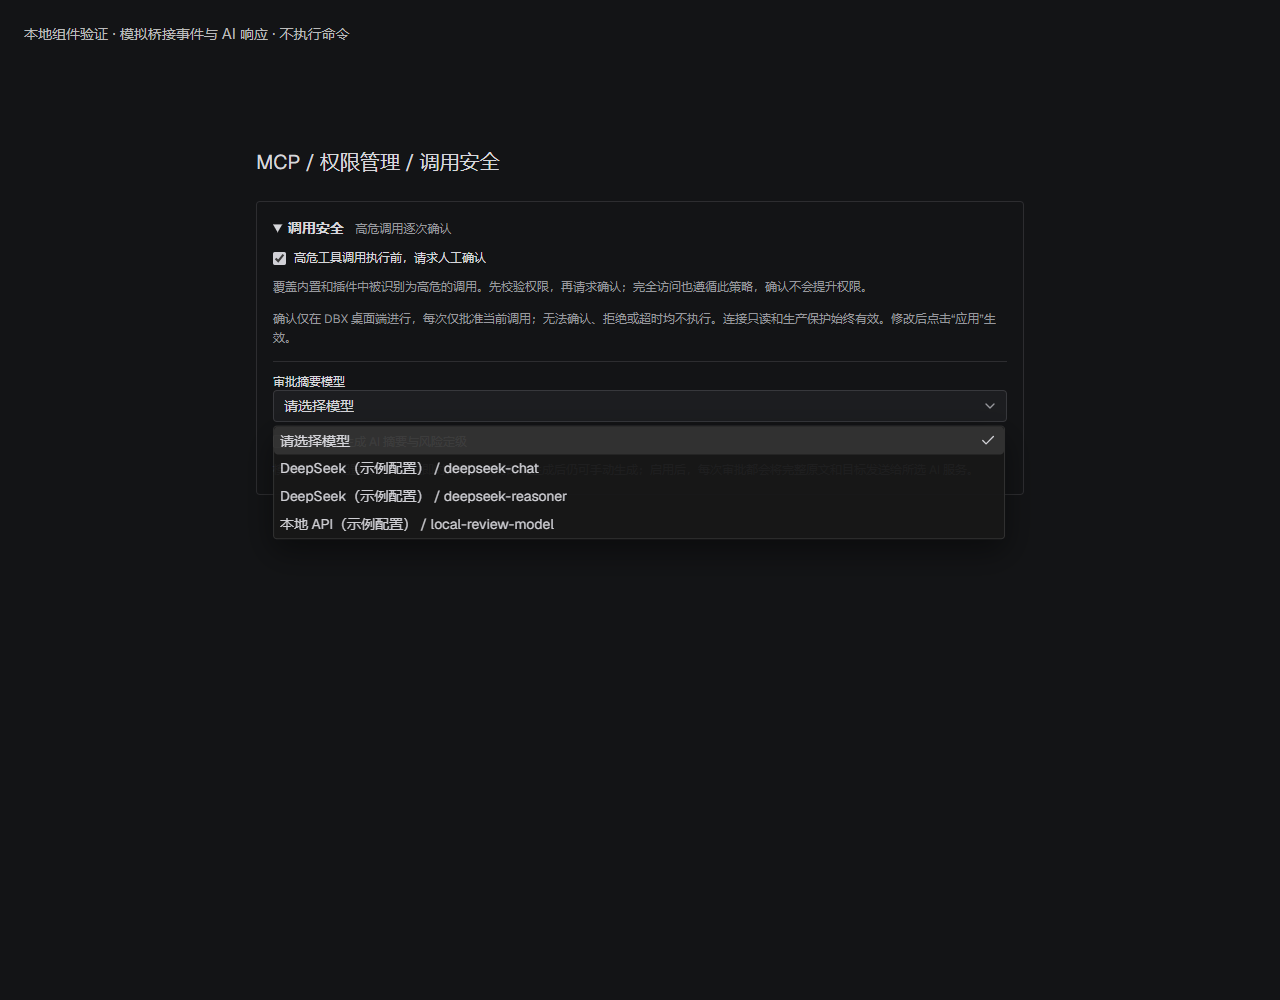 本地组件验证 · 模拟桥接事件与 AI 响应 · 不执行命令
MCP / 权限管理 / 调用安全
调用安全 高危调用逐次确认
高危工具调用执行前，请求人工确认
覆盖内置和插件中被识别为高危的调用。先校验权限，再请求确认；完全访问也遵循此策略，确认不会提升权限。
确认仅在 DBX 桌面端进行，每次仅批准当前调用；无法确认、拒绝或超时均不执行。连接只读和生产保护始终有效。修改后点击“应用”生
效。
审批摘要模型
请选择模型
请选择模型
DeepSeek（示例配置） / deepseek-chat
DeepSeek（示例配置） / deepseek-reasoner
本地 API（示例配置） / local-review-model